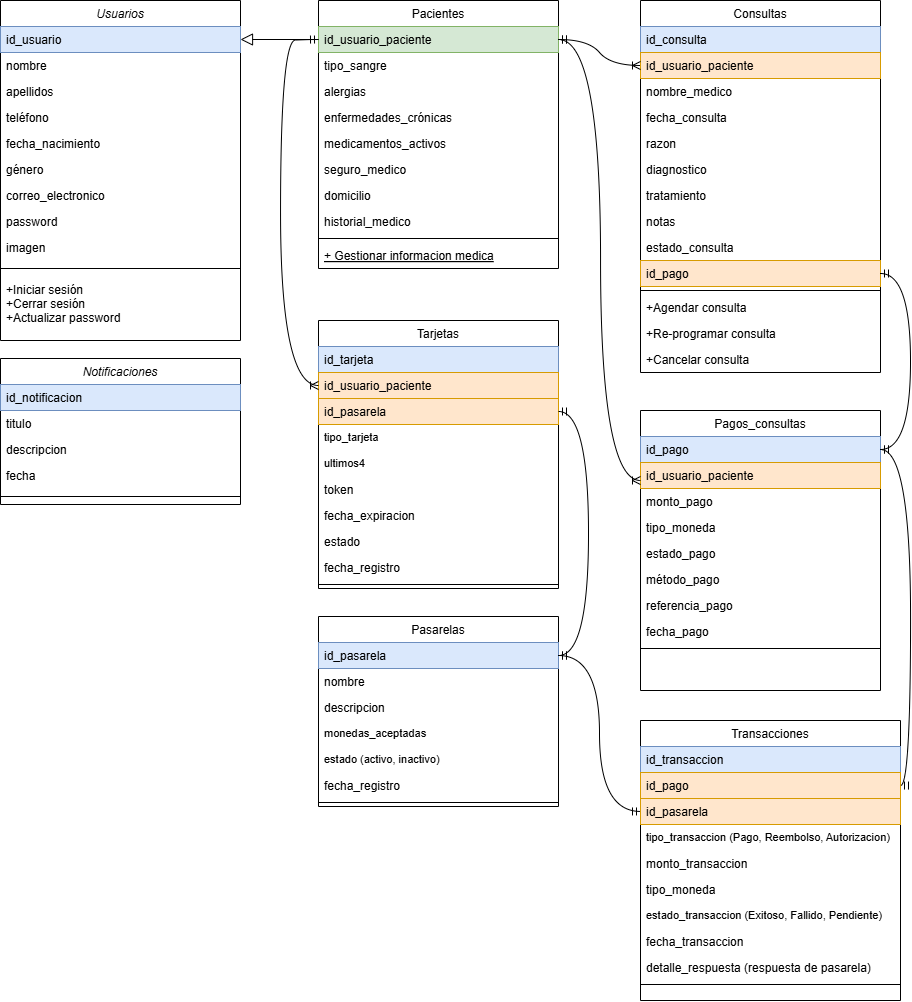 Usuarios
id_usuario
nombre
apellidos
teléfono
fecha_nacimiento
género
correo_electronico
password
imagen
+Iniciar sesión
+Cerrar sesión
+Actualizar password
Notificaciones
id_notificacion
titulo
descripcion
fecha
Pacientes
id_usuario_paciente
tipo_sangre
alergias
enfermedades_crónicas
medicamentos_activos
seguro_medico
domicilio
historial_medico
+ Gestionar informacion medica
Tarjetas
id_tarjeta
id_usuario_paciente
id_pasarela
tipo_tarjeta
ultimos4
token
fecha_expiracion
estado
fecha_registro
Pasarelas
id_pasarela
nombre
descripcion
monedas_aceptadas
estado (activo, inactivo)
fecha_registro
Consultas
id_consulta
id_usuario_paciente
nombre_medico
fecha_consulta
razon
diagnostico
tratamiento
notas
estado_consulta
id_pago
+Agendar consulta
+Re-programar consulta
+Cancelar consulta
Pagos_consultas
id_pago
id_usuario_paciente
monto_pago
tipo_moneda
estado_pago
método_pago
referencia_pago
fecha_pago
Transacciones
id_transaccion
id_pago
id_pasarela
tipo_transaccion (Pago, Reembolso, Autorizacion)
monto_transaccion
tipo_moneda
estado_transaccion (Exitoso, Fallido, Pendiente)
fecha_transaccion
detalle_respuesta (respuesta de pasarela)